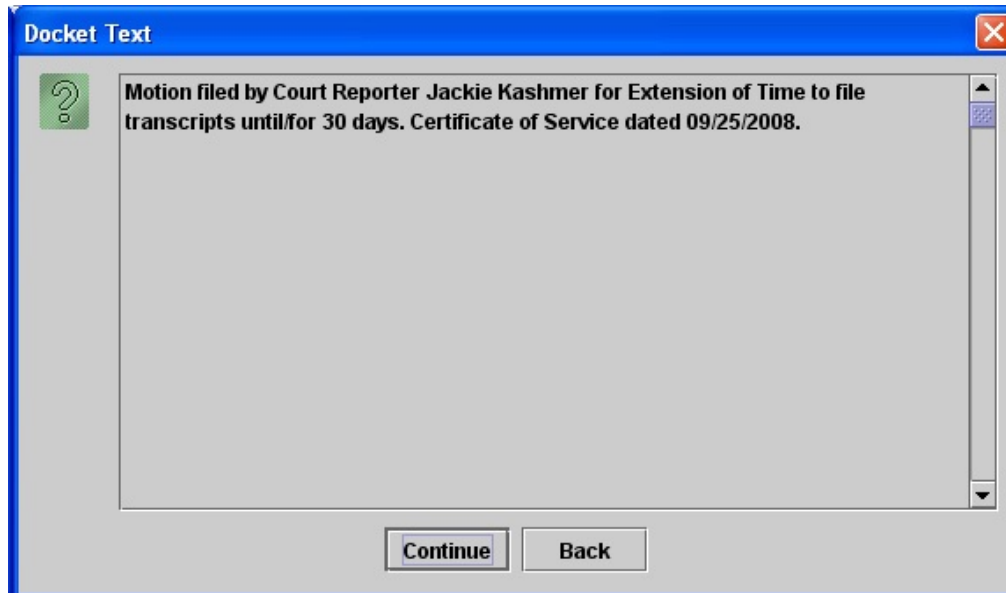 Docket Text
Motion filed by Court Reporter Jackie Kashmer for Extension of Time to file
transcripts until/for 30 days. Certificate of Service dated 09/25/2008.
Continue
Back